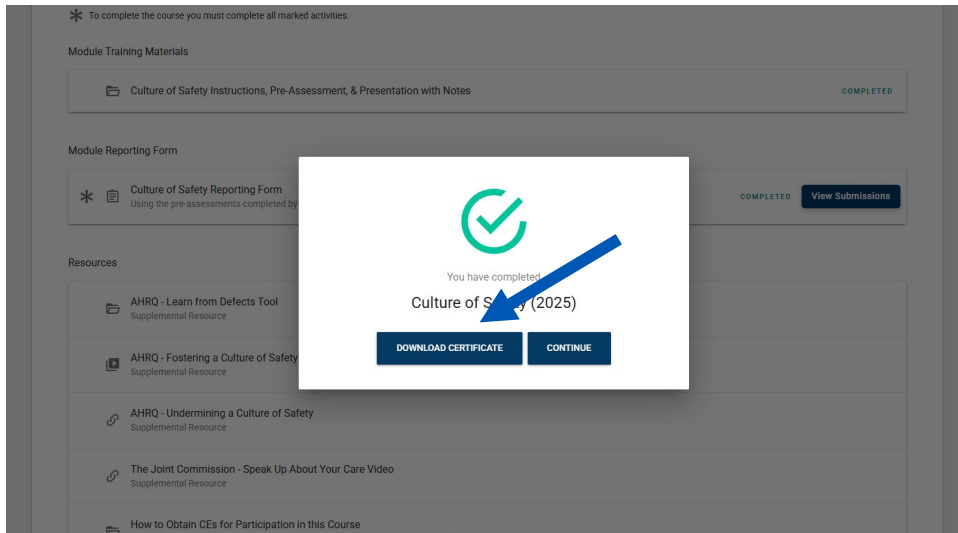 To complete the course you must complete all marked activities.
Module Training Materials
Culture of Safety Instructions, Pre-Assessment, & Presentation with Notes
COMPLETED
Module Reporting Form
Culture of Safety Reporting Form
Using the pre-assessments completed by
COMPLETED
View Submissions
You have completed
Culture of (2025)
DOWNLOAD CERTIFICATE
CONTINUE
Resources
AHRQ - Learn from Defects Tool
Supplemental Resource
AHRQ - Fostering a Culture of Safety
Supplemental Resource
AHRQ - Undermining a Culture of Safety
Supplemental Resource
The Joint Commission - Speak Up About Your Care Video
Supplemental Resource
How to Obtain CEs for Participation in this Course